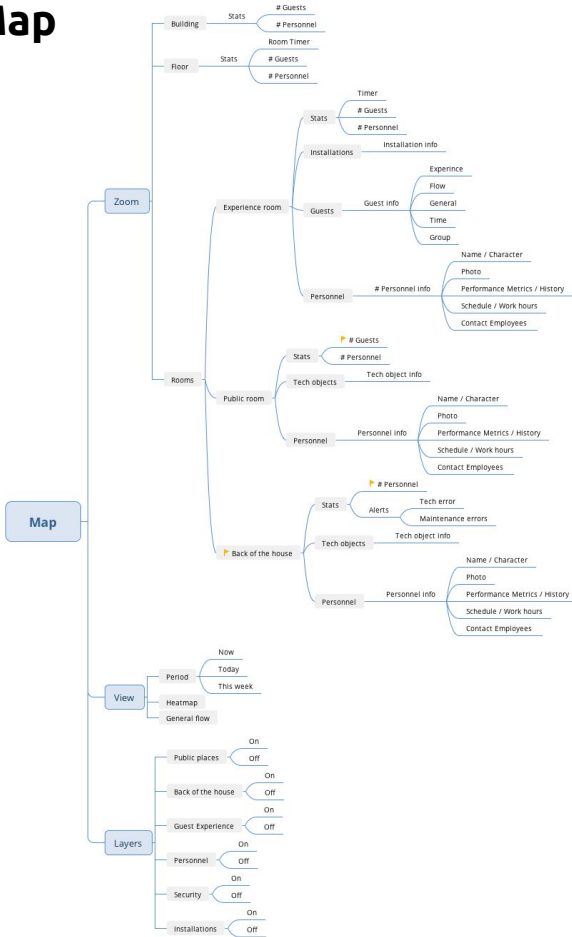 Map
Map
Zoom
Building
Stats
# Guests
# Personnel
Floor
Stats
Room Timer
# Guests
# Personnel
Rooms
Experience room
Stats
Timer
# Guests
# Personnel
Installations
Installation info
Guests
Guest info
Experince
Flow
General
Time
Group
Personnel
# Personnel info
Name / Character
Photo
Performance Metrics / History
Schedule / Work hours
Contact Employees
Public room
Stats
# Guests
# Personnel
Tech objects
Tech object info
Personnel
Personnel info
Name / Character
Photo
Performance Metrics / History
Schedule / Work hours
Contact Employees
Back of the house
Stats
# Personnel
Alerts
Tech error
Maintenance errors
Tech objects
Tech object info
Personnel
Personnel info
Name / Character
Photo
Performance Metrics / History
Schedule / Work hours
Contact Employees
View
Period
Now
Today
This week
Heatmap
General flow
Layers
Public places
On
Off
Back of the house
On
Off
Guest Experience
On
Off
Personnel
On
Off
Security
On
Off
Installations
On
Off